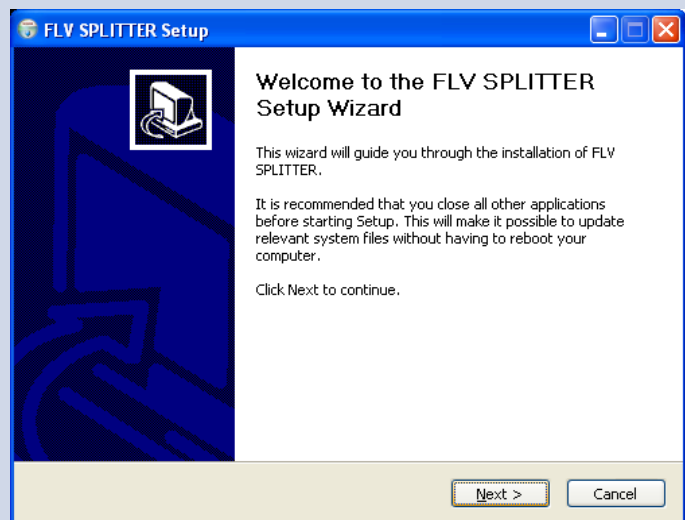 FLV SPLITTER Setup
Welcome to the FLV SPLITTER
Setup Wizard
This wizard will guide you through the installation of FLV
SPLITTER.
It is recommended that you close all other applications
before starting Setup. This will make it possible to update
relevant system files without having to reboot your
computer.
Click Next to continue.
Next >
Cancel